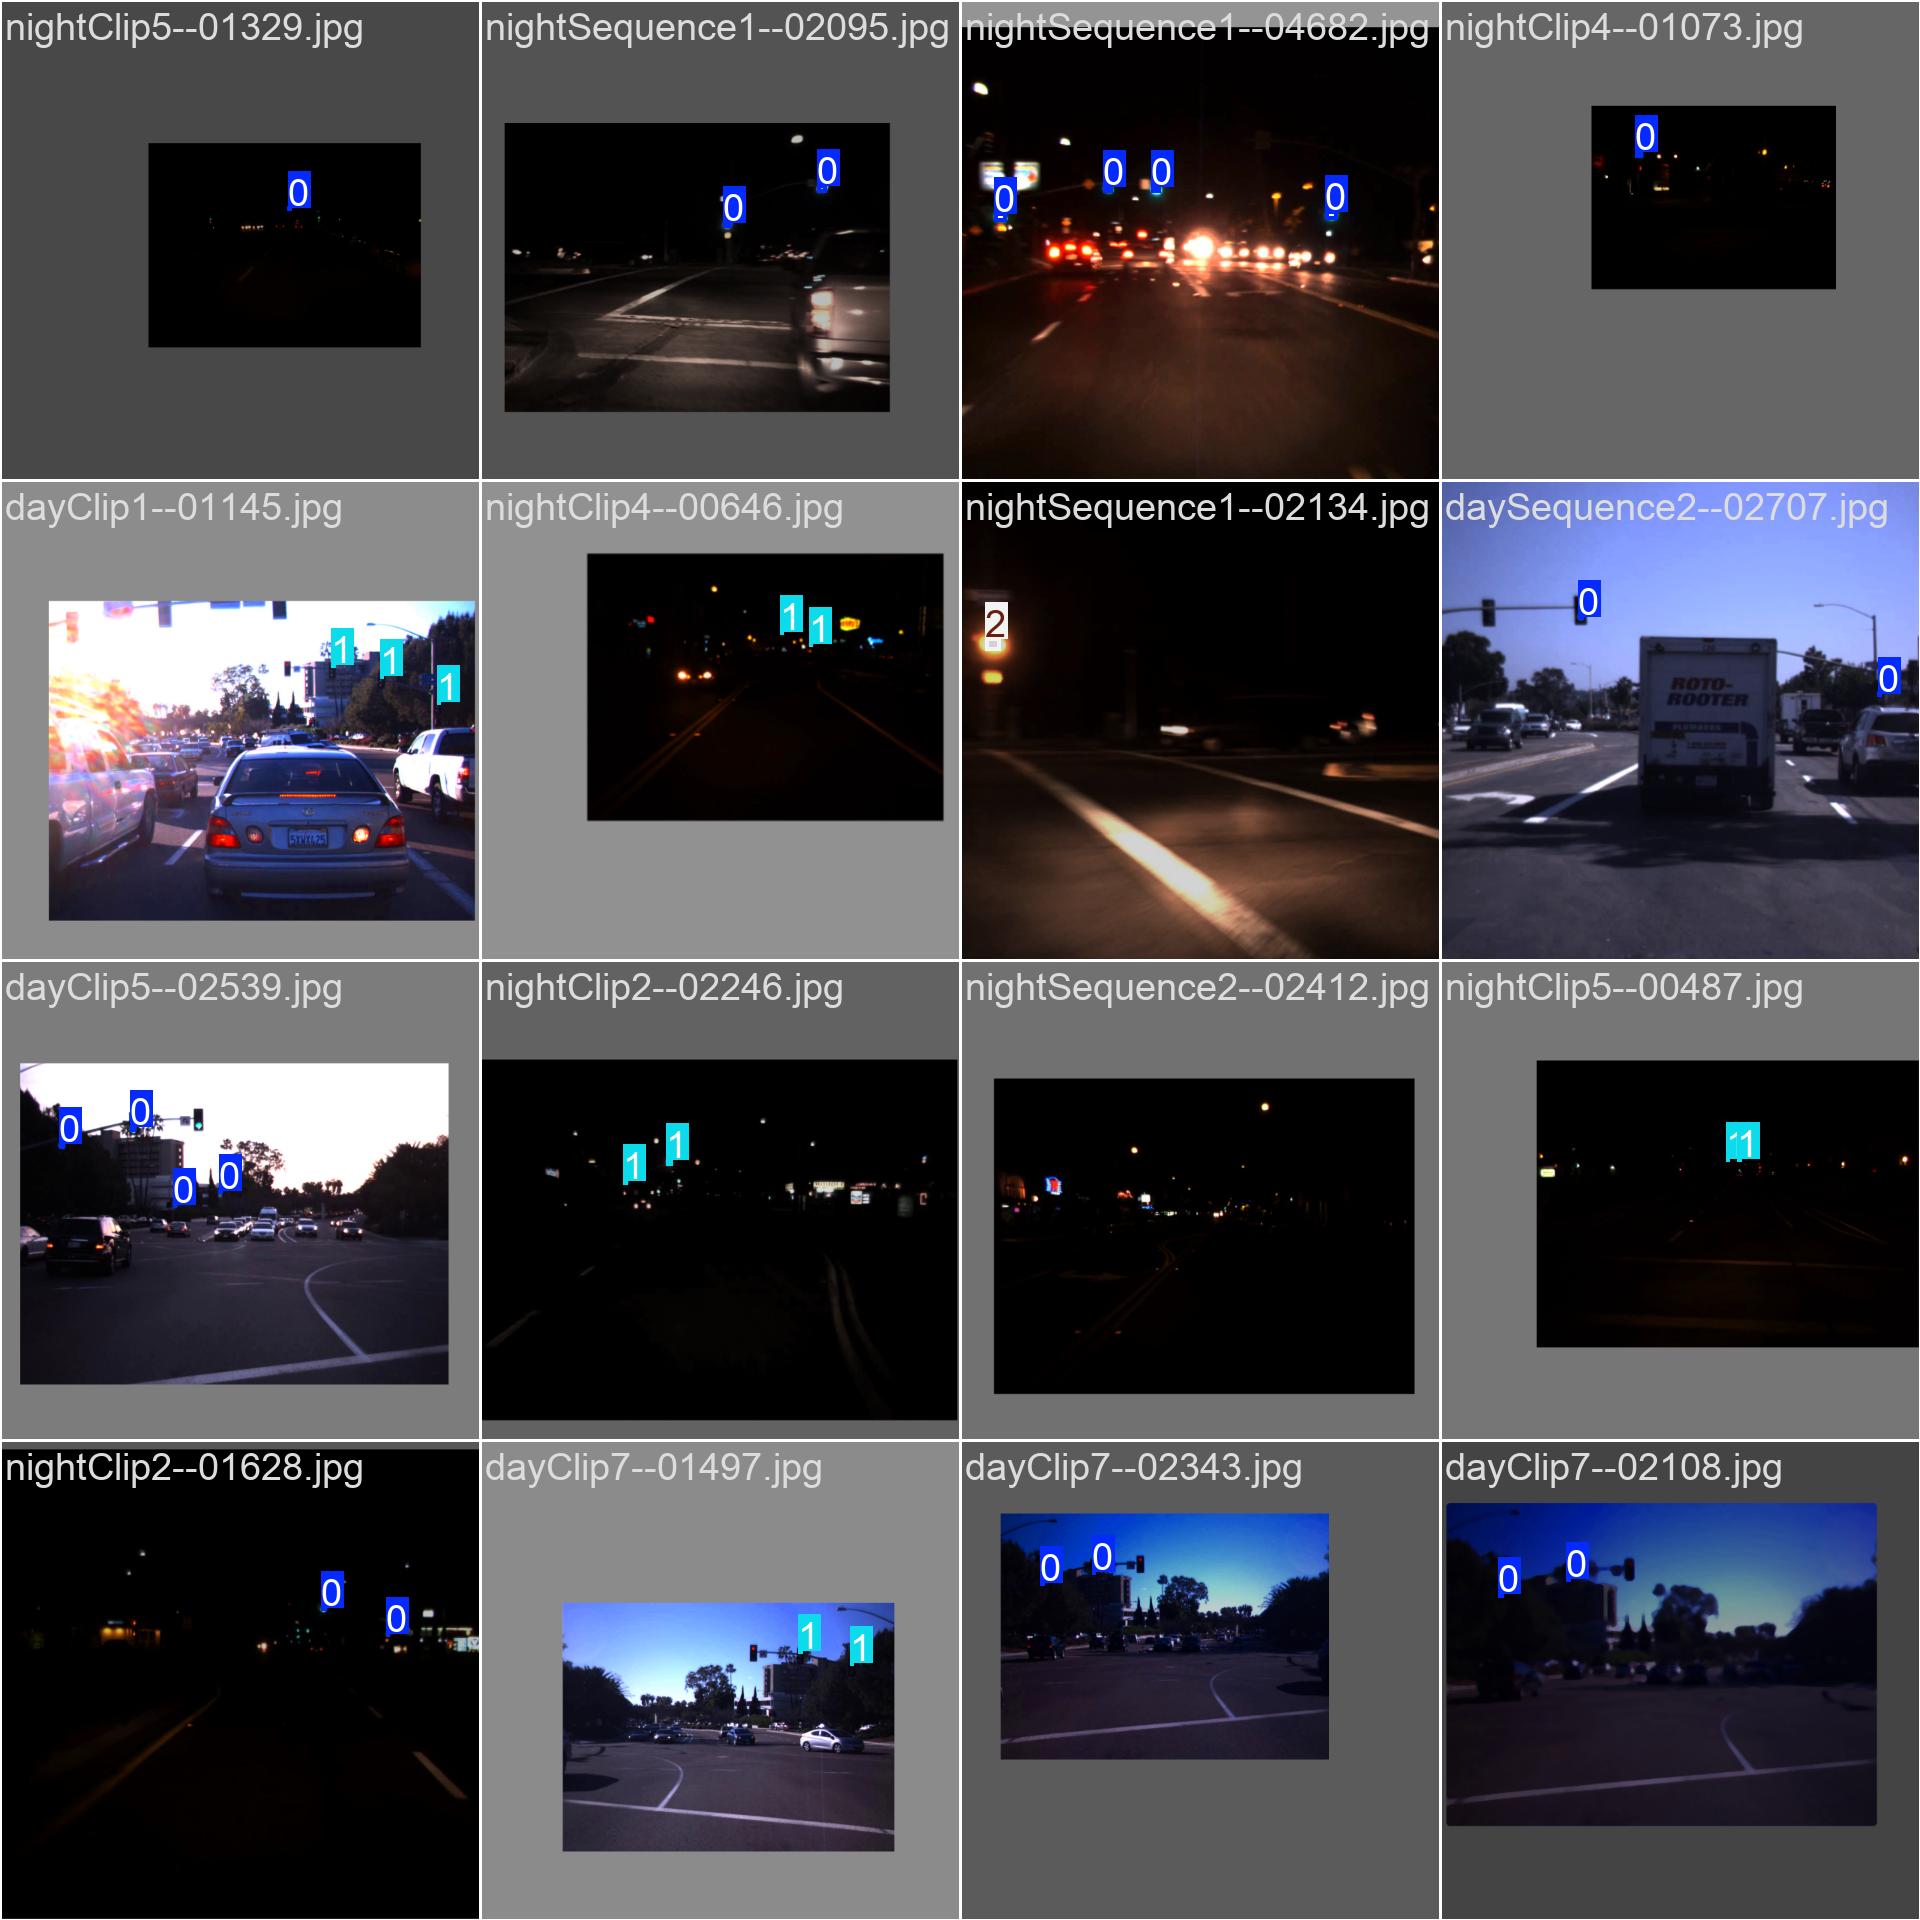 nightClip5--01329.jpg
nightSequence1--02095.jpg
nightSequence1--04682.jpg
nightClip4--01073.jpg
0
0
0
0
0
0
0
0
dayClip1--01145.jpg
nightClip4--00646.jpg
nightSequence1--02134.jpg
daySequence2--02707.jpg
1
1
1
1
1
2
0
0
ROTO-
ROOTER
dayClip5--02539.jpg
nightClip2--02246.jpg
nightSequence2--02412.jpg
nightClip5--00487.jpg
0
0
0
0
1
1
1
1
nightClip2--01628.jpg
dayClip7--01497.jpg
dayClip7--02343.jpg
dayClip7--02108.jpg
0
0
1
1
0
0
0
0